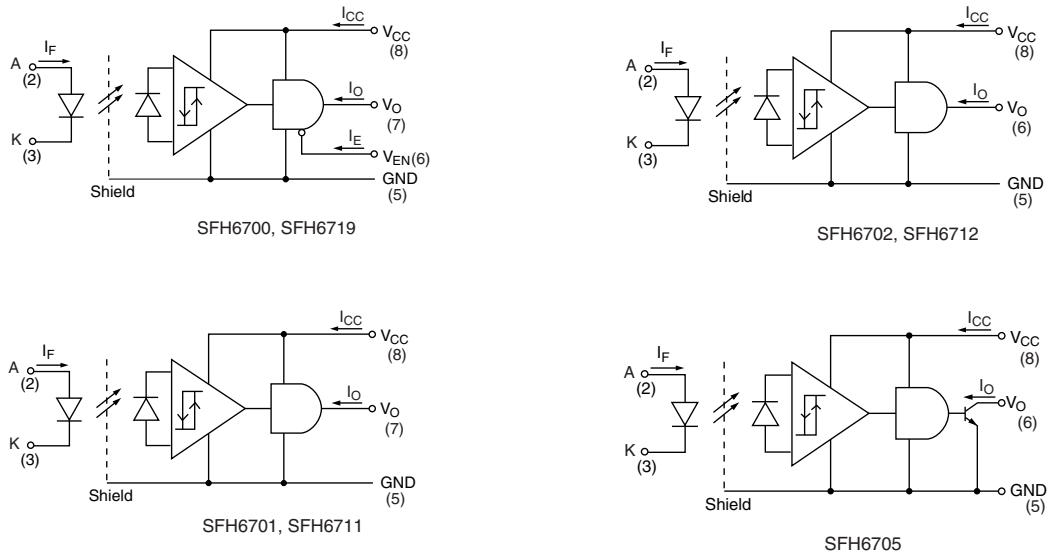 ICC
VCC
(8)
IF
A
(2)
IO
VO
(7)
K
(3)
IE
VEN(6)
GND
(5)
Shield
SFH6700, SFH6719
ICC
VCC
(8)
IF
A
(2)
IO
VO
(6)
K
(3)
GND
(5)
Shield
SFH6702, SFH6712
ICC
VCC
(8)
IF
A
(2)
IO
VO
(7)
K
(3)
GND
(5)
Shield
SFH6701, SFH6711
ICC
VCC
(8)
IF
A
(2)
IO
VO
(6)
K
(3)
GND
(5)
Shield
SFH6705